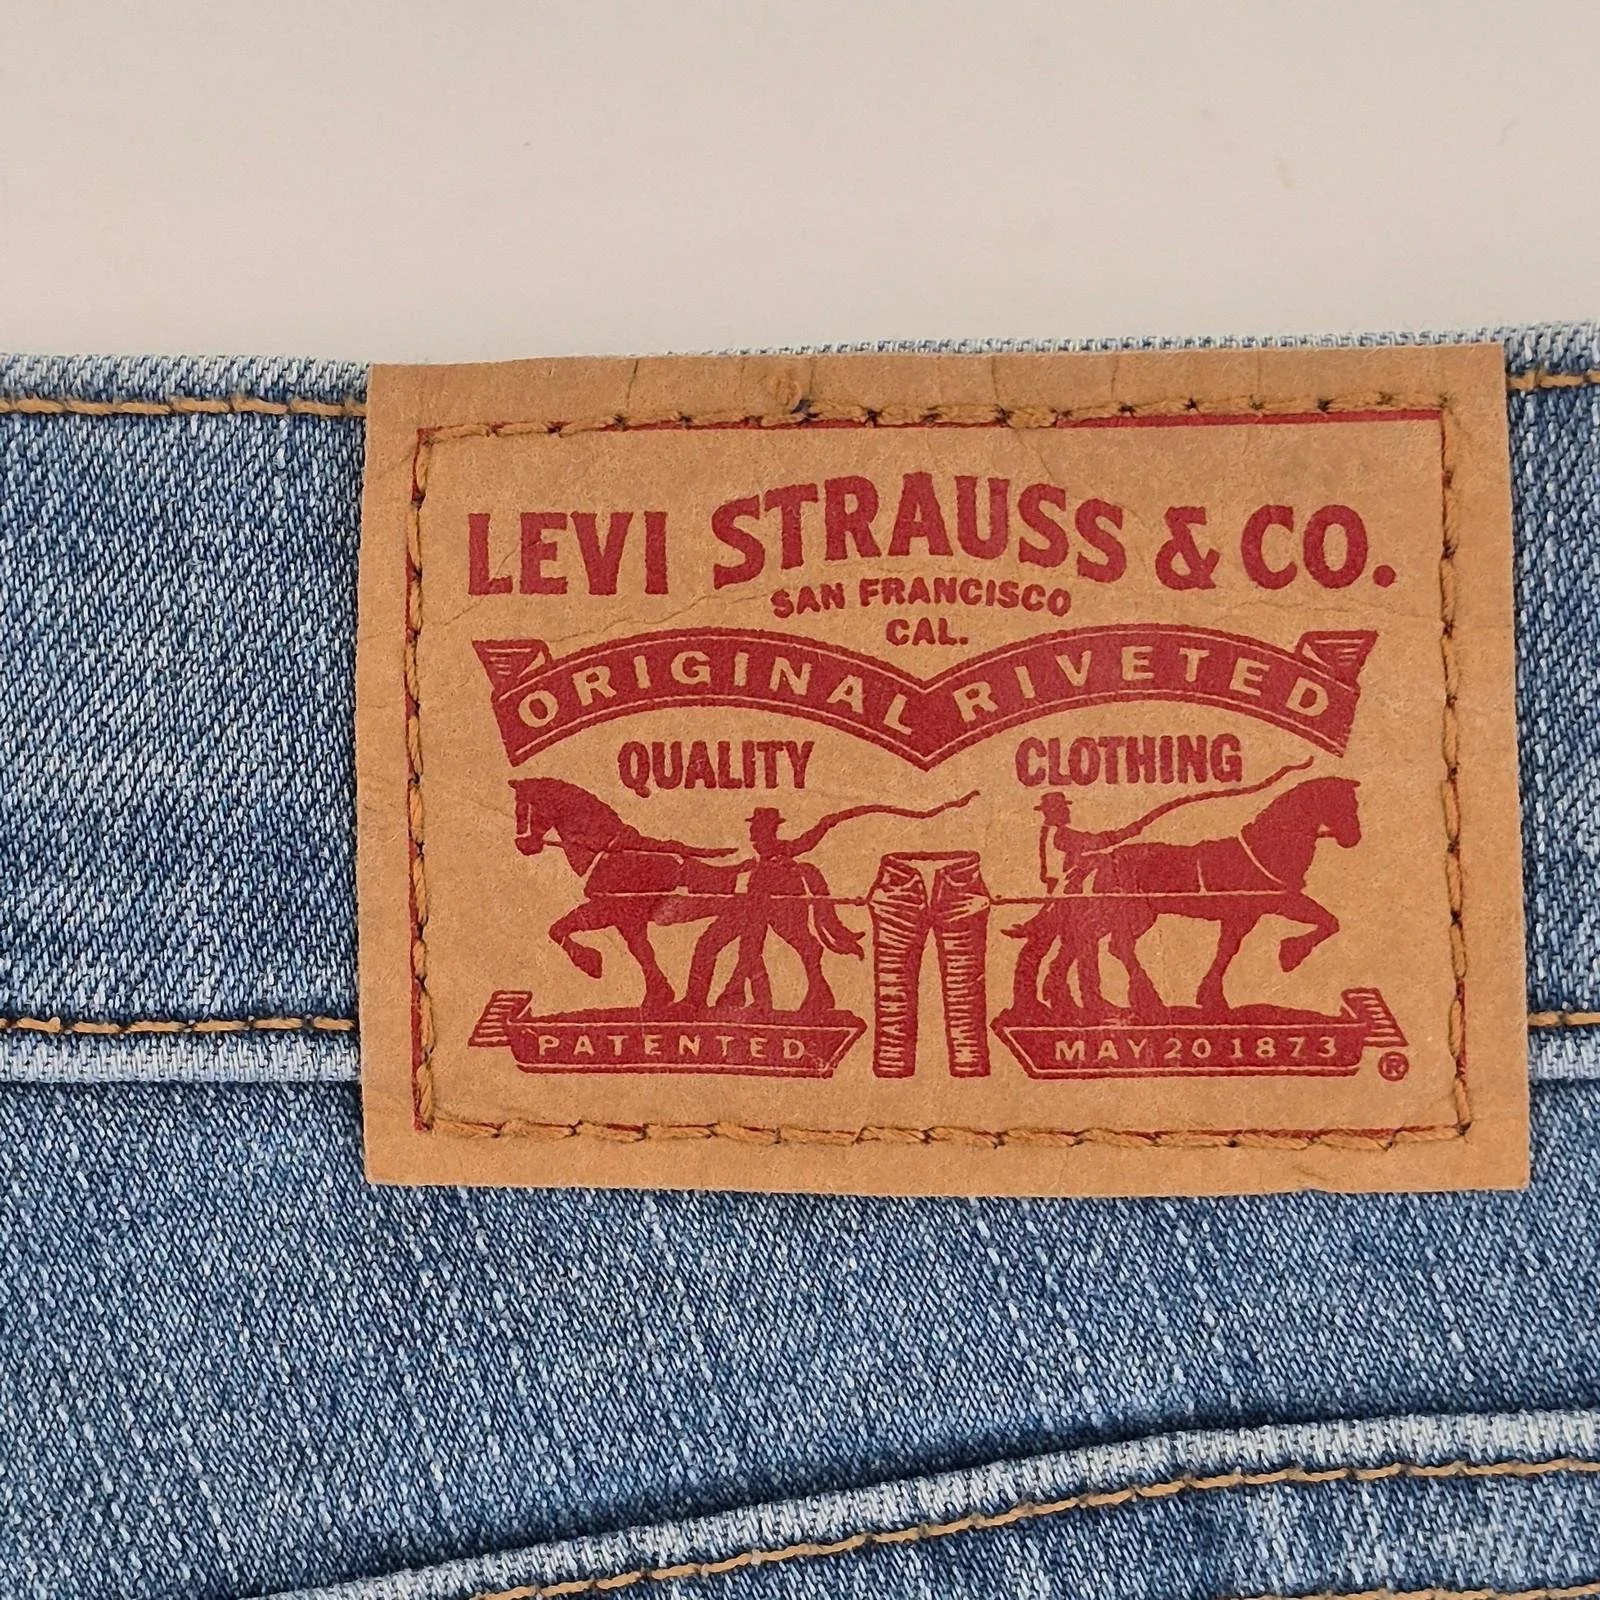 LEVI STRAUSS & CO.
SAN FRANCISCO
CAL.
ORIGINAL RIVETED
QUALITY CLOTHING
PATENTED MAY 20 1873 ®